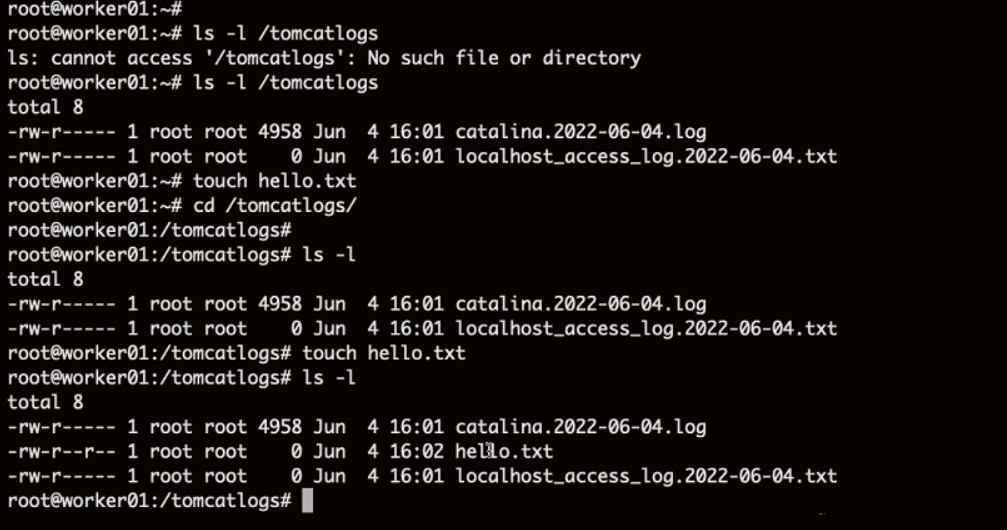 root@worker01:~#
root@worker01:~# ls -l /tomcatlogs
ls: cannot access '/tomcatlogs': No such file or directory
root@worker01:~# ls -l /tomcatlogs
total 8
-rw-r----- 1 root root 4958 Jun  4 16:01 catalina.2022-06-04.log
-rw-r----- 1 root root    0 Jun  4 16:01 localhost_access_log.2022-06-04.txt
root@worker01:~# touch hello.txt
root@worker01:~# cd /tomcatlogs/
root@worker01:/tomcatlogs#
root@worker01:/tomcatlogs# ls -l
total 8
-rw-r----- 1 root root 4958 Jun  4 16:01 catalina.2022-06-04.log
-rw-r----- 1 root root    0 Jun  4 16:01 localhost_access_log.2022-06-04.txt
root@worker01:/tomcatlogs# touch hello.txt
root@worker01:/tomcatlogs# ls -l
total 8
-rw-r----- 1 root root 4958 Jun  4 16:01 catalina.2022-06-04.log
-rw-r--r-- 1 root root    0 Jun  4 16:02 hello.txt
-rw-r----- 1 root root    0 Jun  4 16:01 localhost_access_log.2022-06-04.txt
root@worker01:/tomcatlogs#